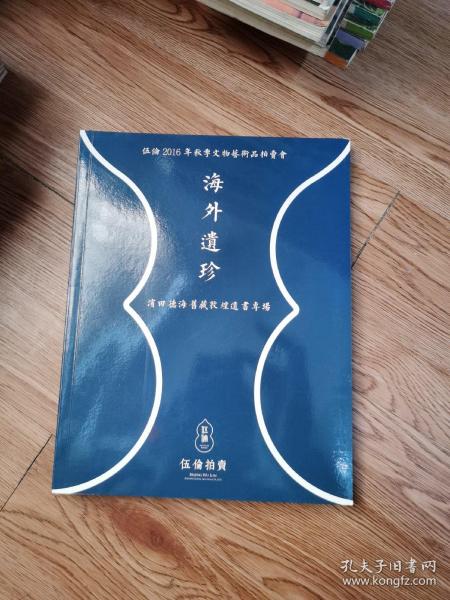 伍倫2016年秋季文物藝術品拍賣會
海外遺珍
濱田德海舊藏敦煌遺書專場
伍倫
伍倫拍賣
孔夫子旧书网
www.kongfz.com